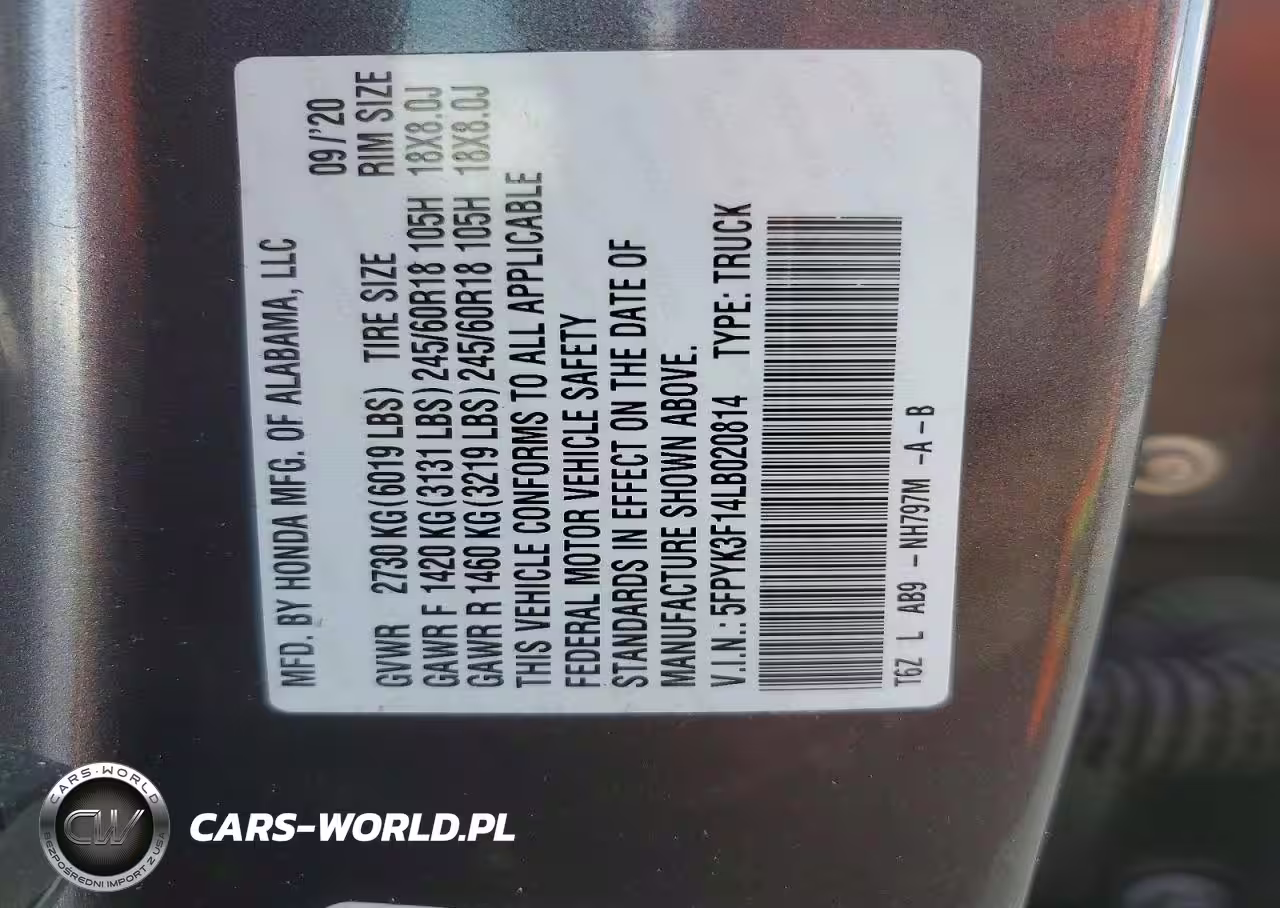 MFD. BY HONDA MFG. OF ALABAMA, LLC 09/'20
GVWR 2730 KG (6019 LBS) TIRE SIZE RIM SIZE
GAWR F 1420 KG (3131 LBS) 245/60R18 105H 18X8.0J
GAWR R 1460 KG (3219 LBS) 245/60R18 105H 18X8.0J
THIS VEHICLE CONFORMS TO ALL APPLICABLE
FEDERAL MOTOR VEHICLE SAFETY
STANDARDS IN EFFECT ON THE DATE OF
MANUFACTURE SHOWN ABOVE.
V.I.N.: 5FPYK3F14LB020814 TYPE: TRUCK
T6Z L AB9 -NH797M -A -B
CARS-WORLD
CW
BEZPOŚREDNI IMPORT Z USA
CARS-WORLD.PL